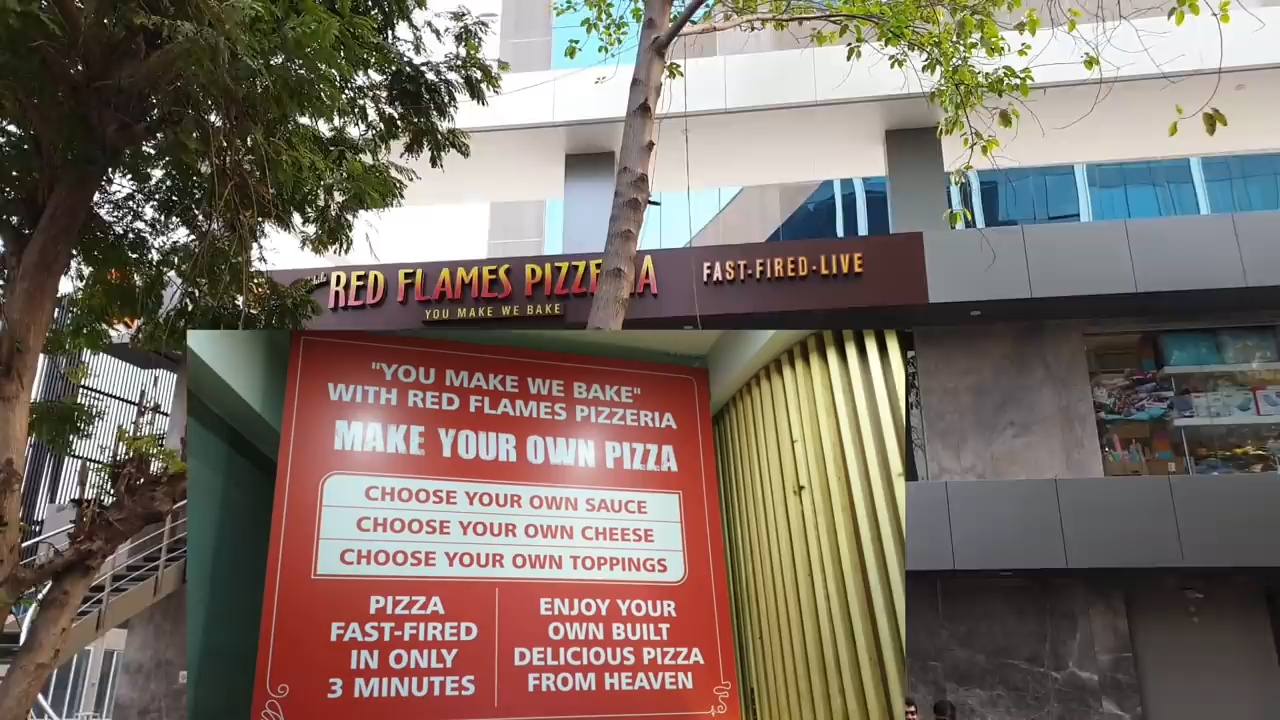 RED FLAMES PIZZERIA
YOU MAKE WE BAKE
FAST-FIRED-LIVE
"YOU MAKE WE BAKE"
WITH RED FLAMES PIZZERIA
MAKE YOUR OWN PIZZA
CHOOSE YOUR OWN SAUCE
CHOOSE YOUR OWN CHEESE
CHOOSE YOUR OWN TOPPINGS
PIZZA
FAST-FIRED
IN ONLY
3 MINUTES
ENJOY YOUR
OWN BUILT
DELICIOUS PIZZA
FROM HEAVEN